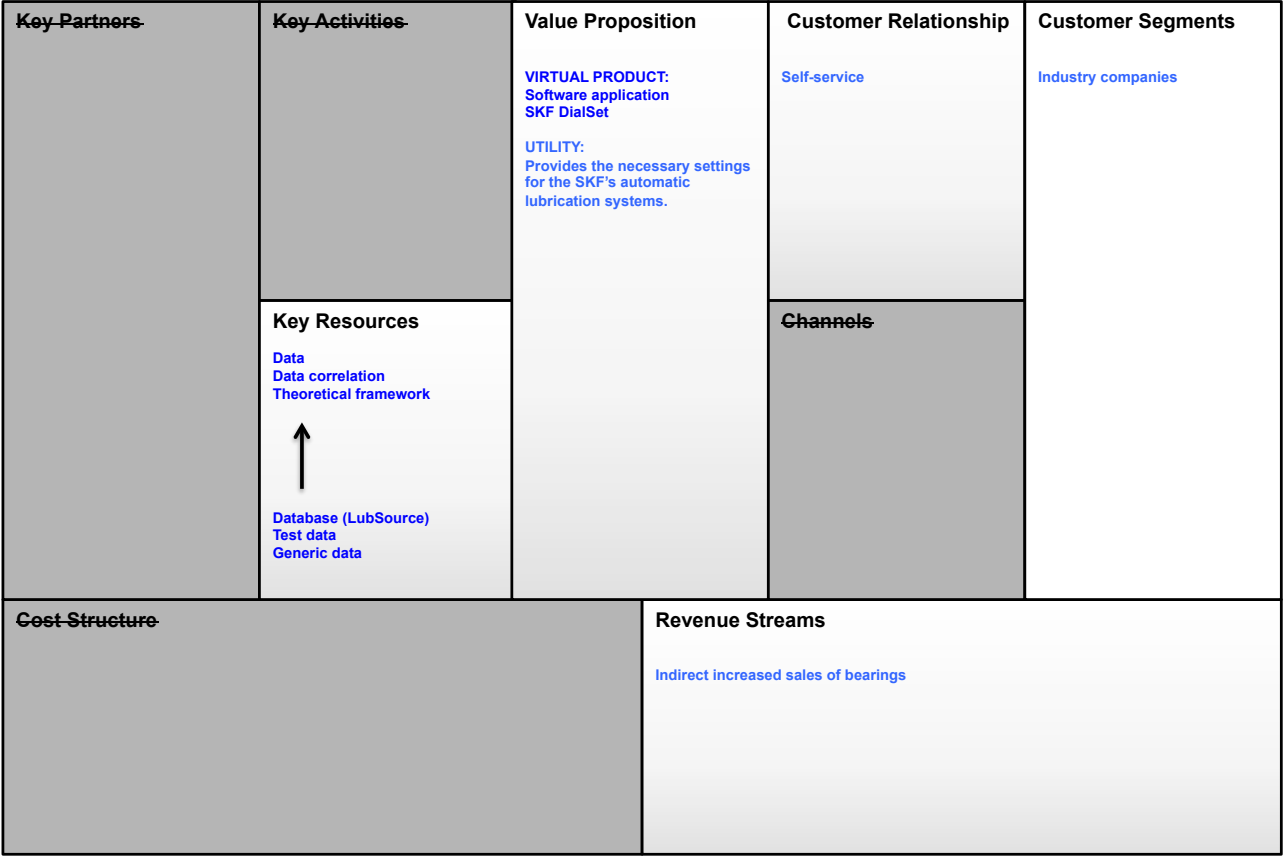 Key Partners
Key Activities
Value Proposition
VIRTUAL PRODUCT:
Software application
SKF DialSet
UTILITY:
Provides the necessary settings
for the SKF’s automatic
lubrication systems.
Customer Relationship
Self-service
Customer Segments
Industry companies
Key Resources
Data
Data correlation
Theoretical framework
Database (LubSource)
Test data
Generic data
Channels
Cost Structure
Revenue Streams
Indirect increased sales of bearings